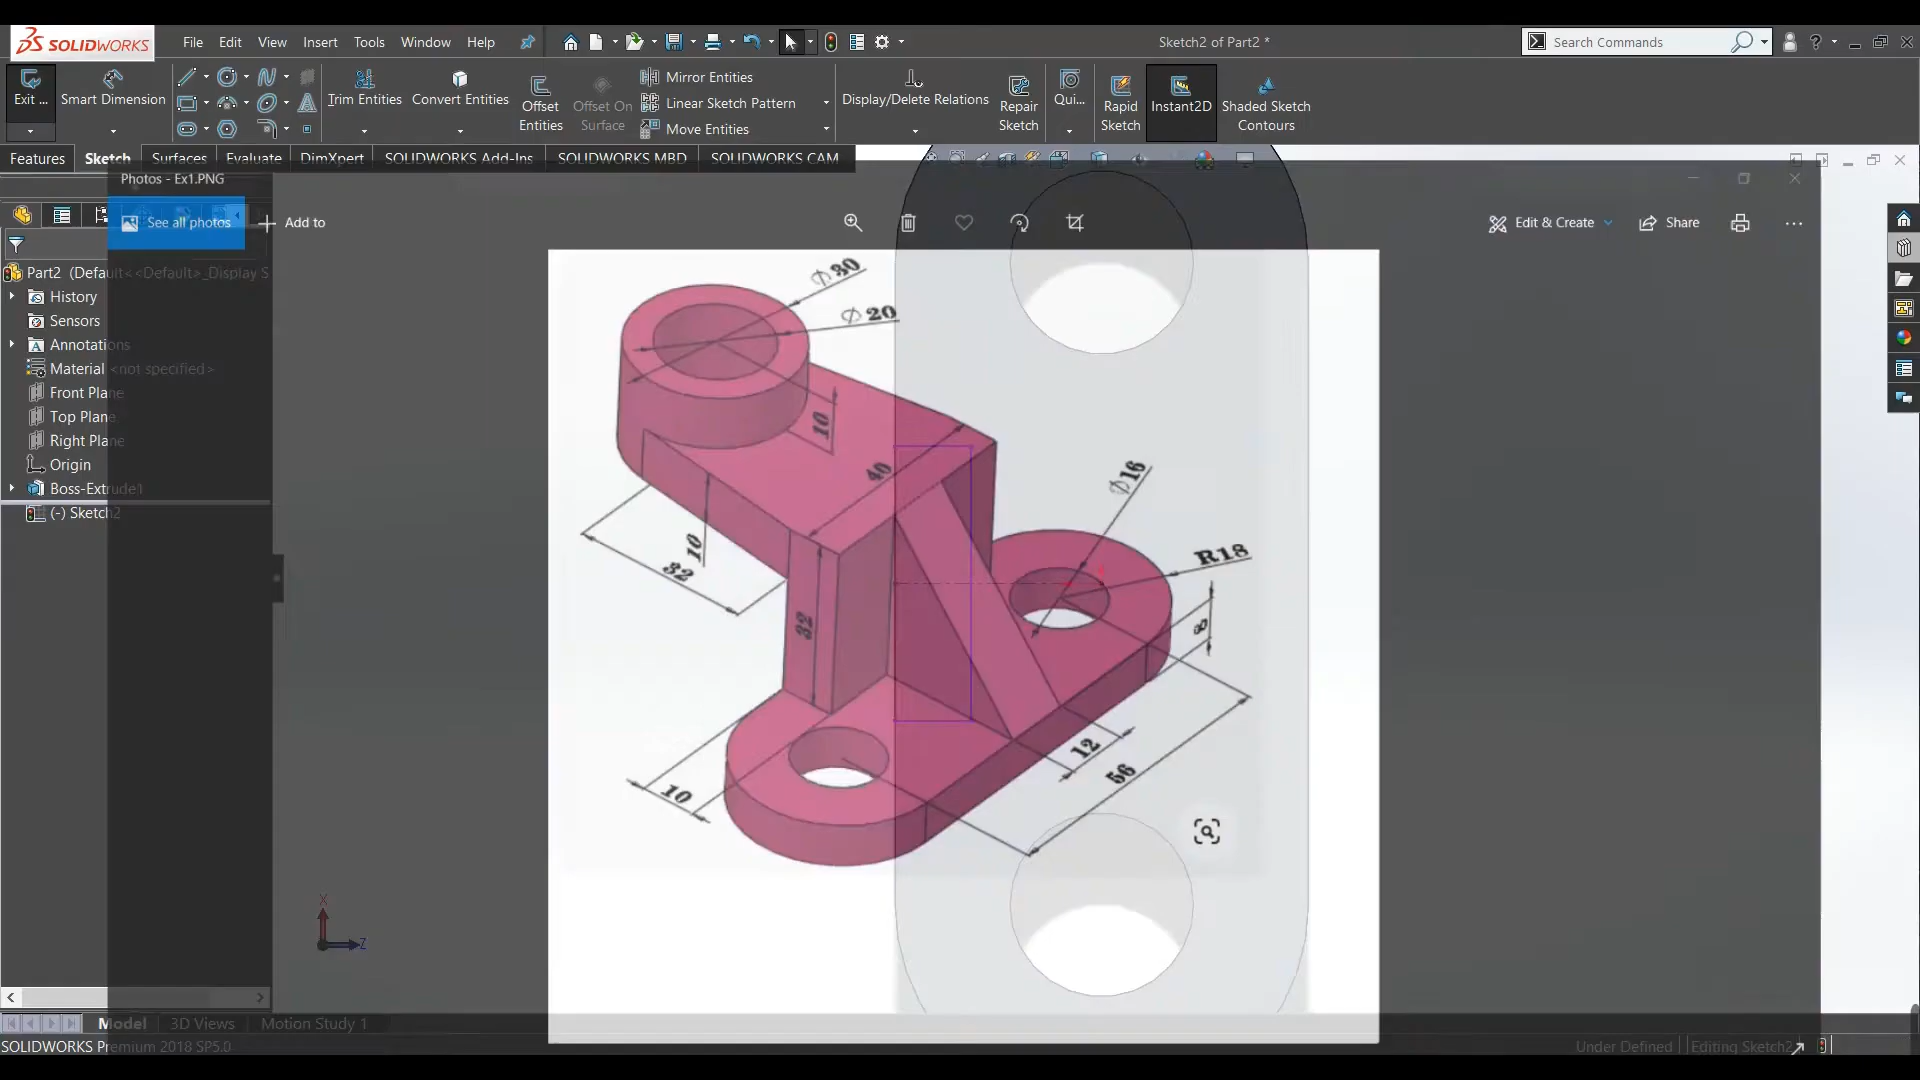 SOLIDWORKS
File Edit View Insert Tools Window Help
Sketch2 of Part2 *
Search Commands
Exit ...
Smart Dimension
Trim Entities
Convert Entities
Offset Entities
Offset On Surface
Mirror Entities
Linear Sketch Pattern
Move Entities
Display/Delete Relations
Repair Sketch
Qui...
Rapid Sketch
Instant2D
Shaded Sketch Contours
Features Sketch Surfaces Evaluate DimXpert SOLIDWORKS Add-Ins SOLIDWORKS MBD SOLIDWORKS CAM
Photos - Ex1.PNG
See all photos
Add to
Edit & Create
Share
Part2 (Default<<Default>_Display S
History
Sensors
Annotations
Material <not specified>
Front Plane
Top Plane
Right Plane
Origin
Boss-Extrude1
(-) Sketch2
∅30
∅20
10
40
∅16
R18
10
32
32
8
12
56
10
X
Z
Model 3D Views Motion Study 1
SOLIDWORKS Premium 2018 SP5.0
Under Defined
Editing Sketch2